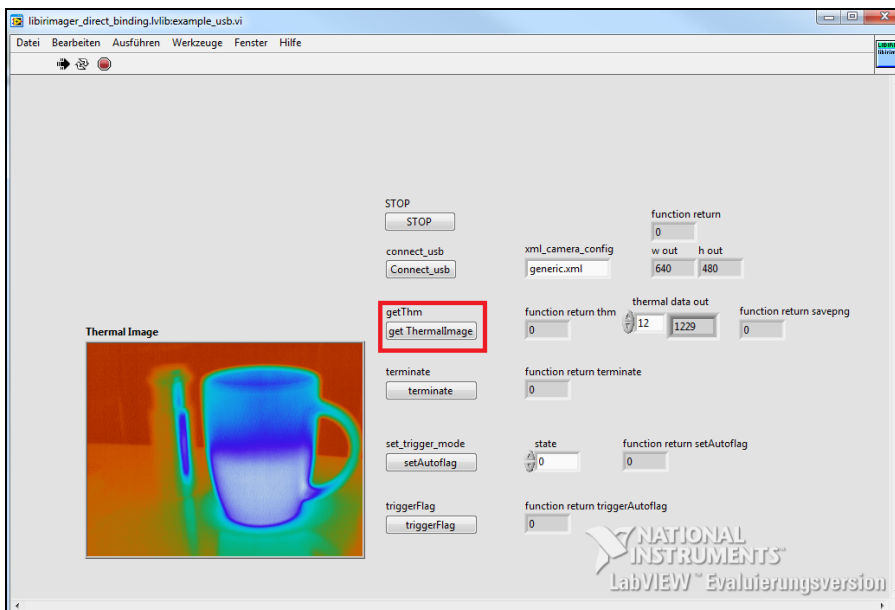 libirimager_direct_binding.lvlib:example_usb.vi
Datei Bearbeiten Ausführen Werkzeuge Fenster Hilfe
STOP
STOP
function return
0
connect_usb
Connect_usb
xml_camera_config
generic.xml
w out h out
640 480
getThm
get ThermalImage
function return thm
0
thermal data out
12 1229
function return savepng
0
Thermal Image
terminate
terminate
function return terminate
0
set_trigger_mode
setAutoflag
state
0
function return setAutoflag
0
triggerFlag
triggerFlag
function return triggerAutoflag
0
NATIONAL
INSTRUMENTS
LabVIEW™ Evaluierungsversion